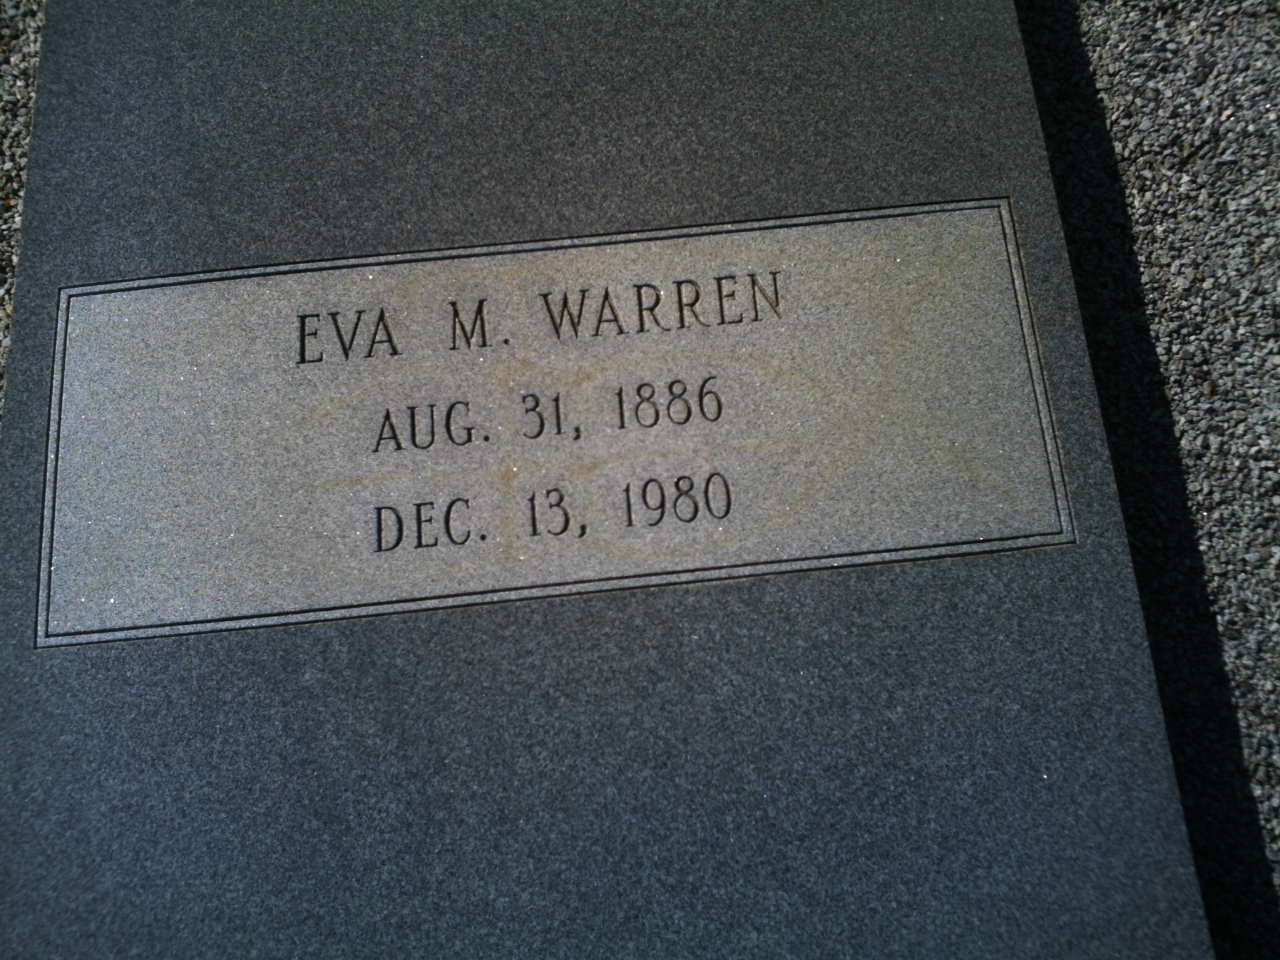 EVA M. WARREN
AUG. 31, 1886
DEC. 13, 1980